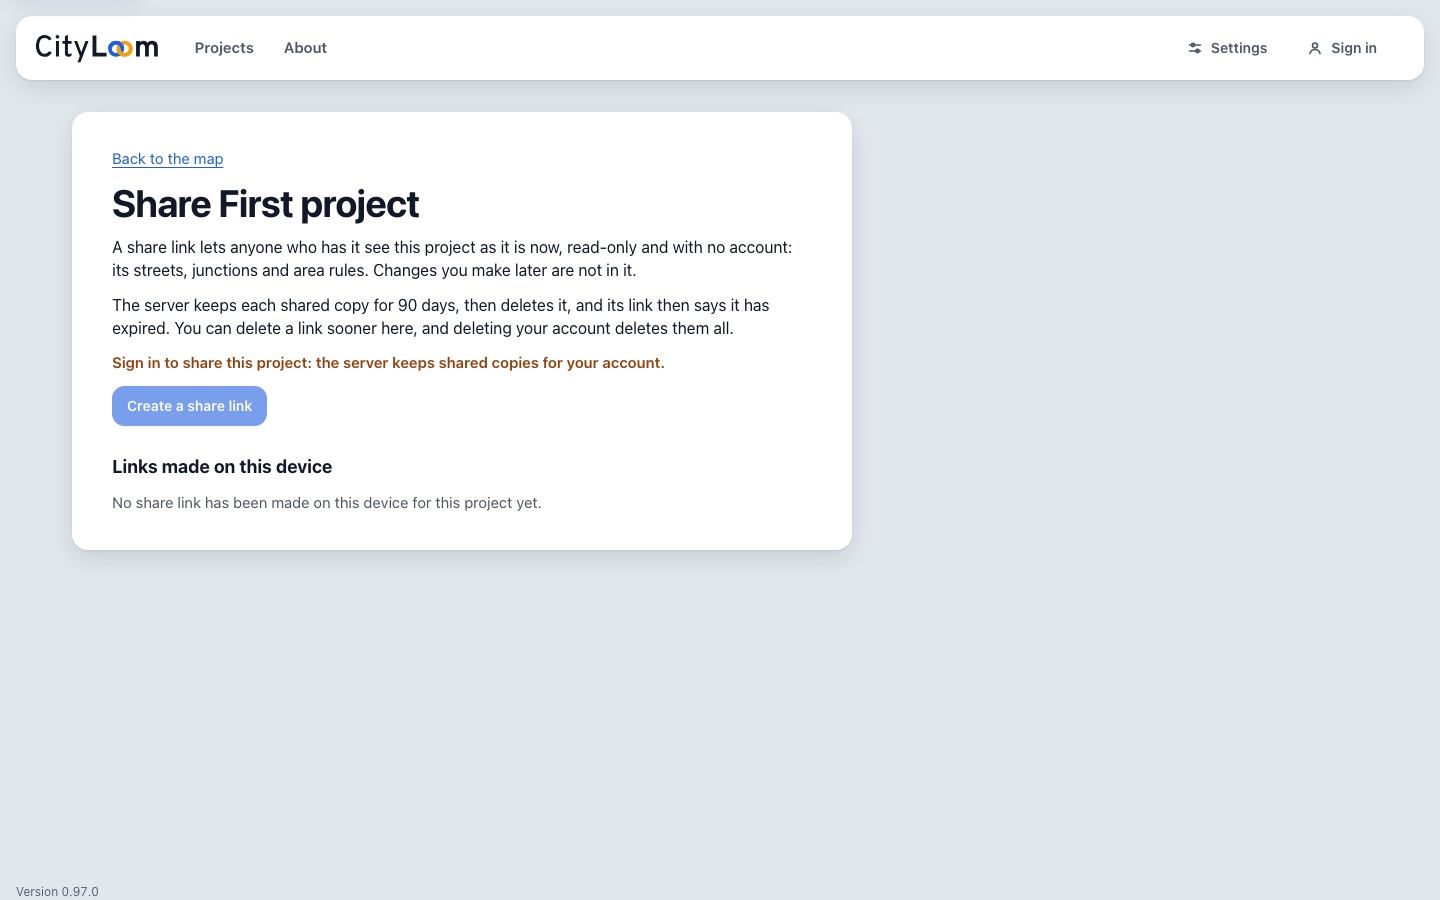 CityLoom
Projects
About
Settings
Sign in
Back to the map
Share First project
A share link lets anyone who has it see this project as it is now, read-only and with no account:
its streets, junctions and area rules. Changes you make later are not in it.
The server keeps each shared copy for 90 days, then deletes it, and its link then says it has
expired. You can delete a link sooner here, and deleting your account deletes them all.
Sign in to share this project: the server keeps shared copies for your account.
Create a share link
Links made on this device
No share link has been made on this device for this project yet.
Version 0.97.0